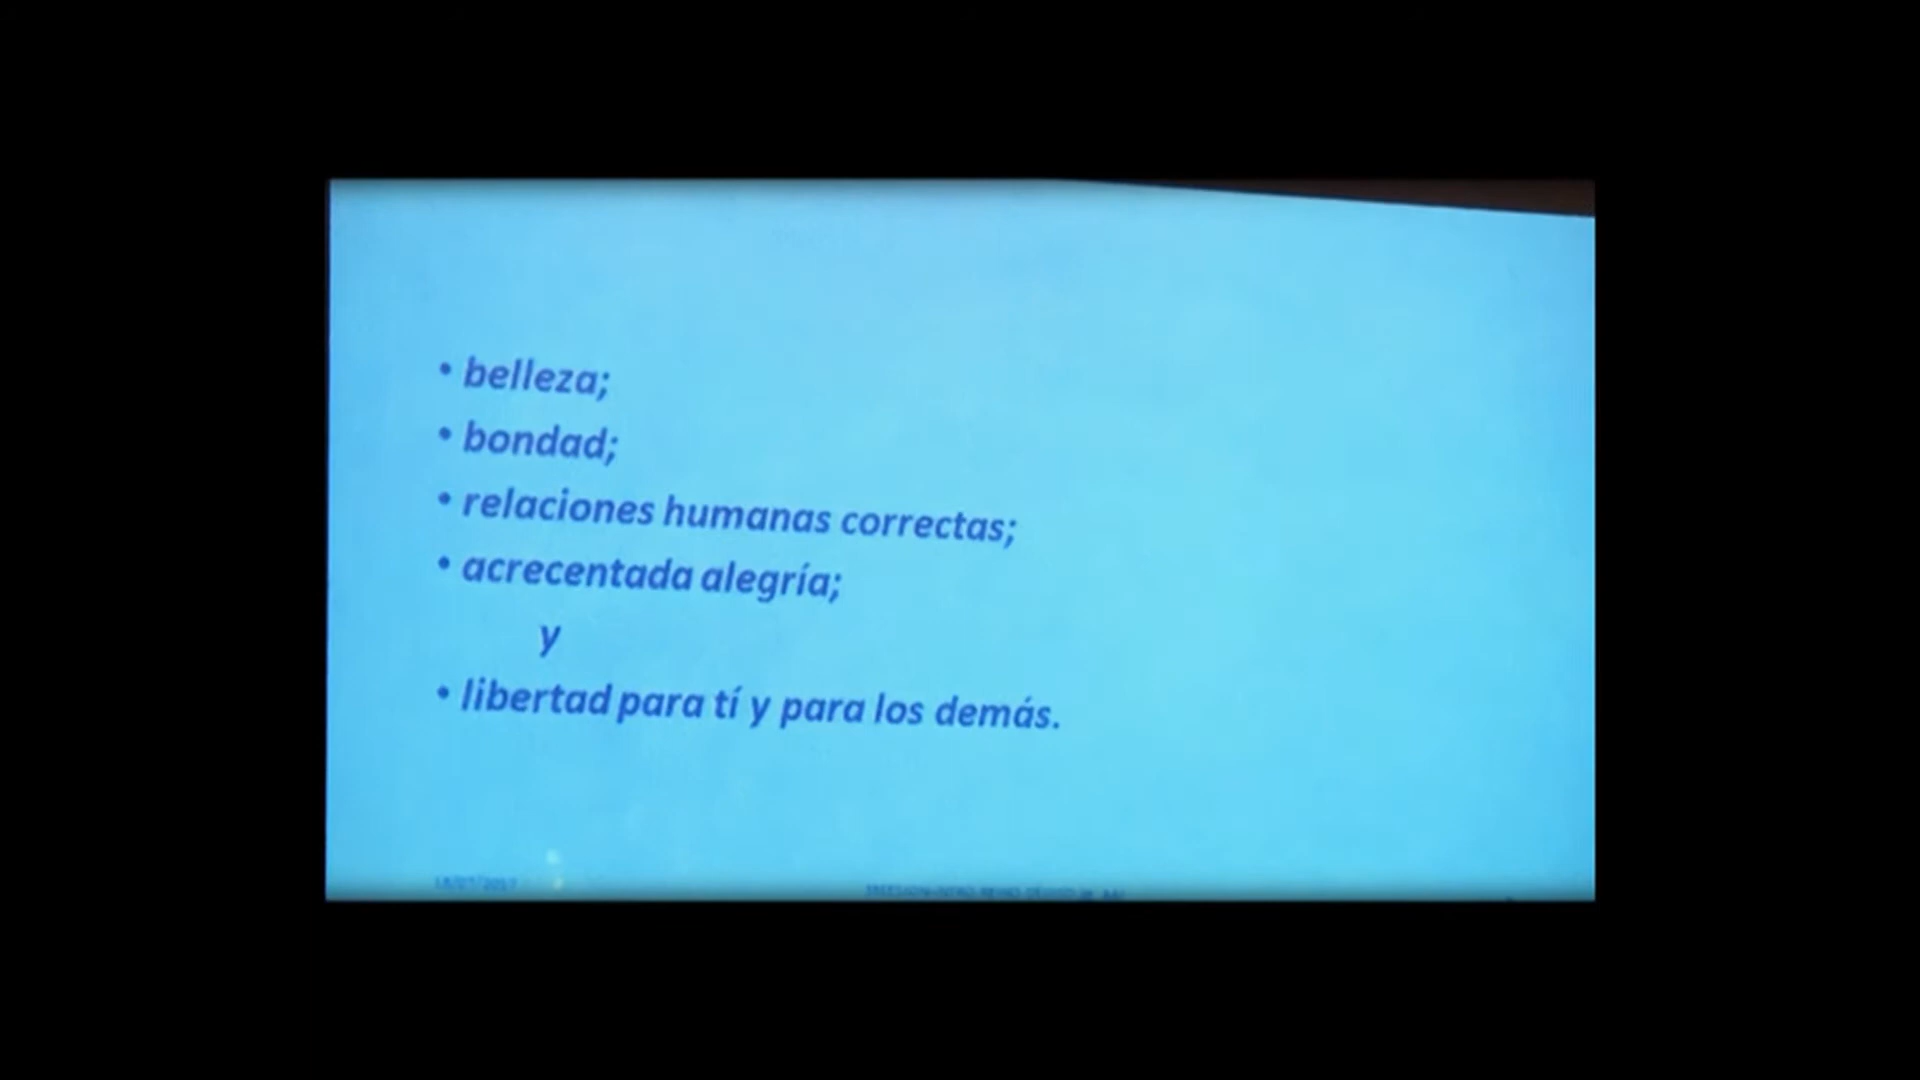 • belleza;
• bondad;
• relaciones humanas correctas;
• acrecentada alegría;
y
• libertad para tí y para los demás.